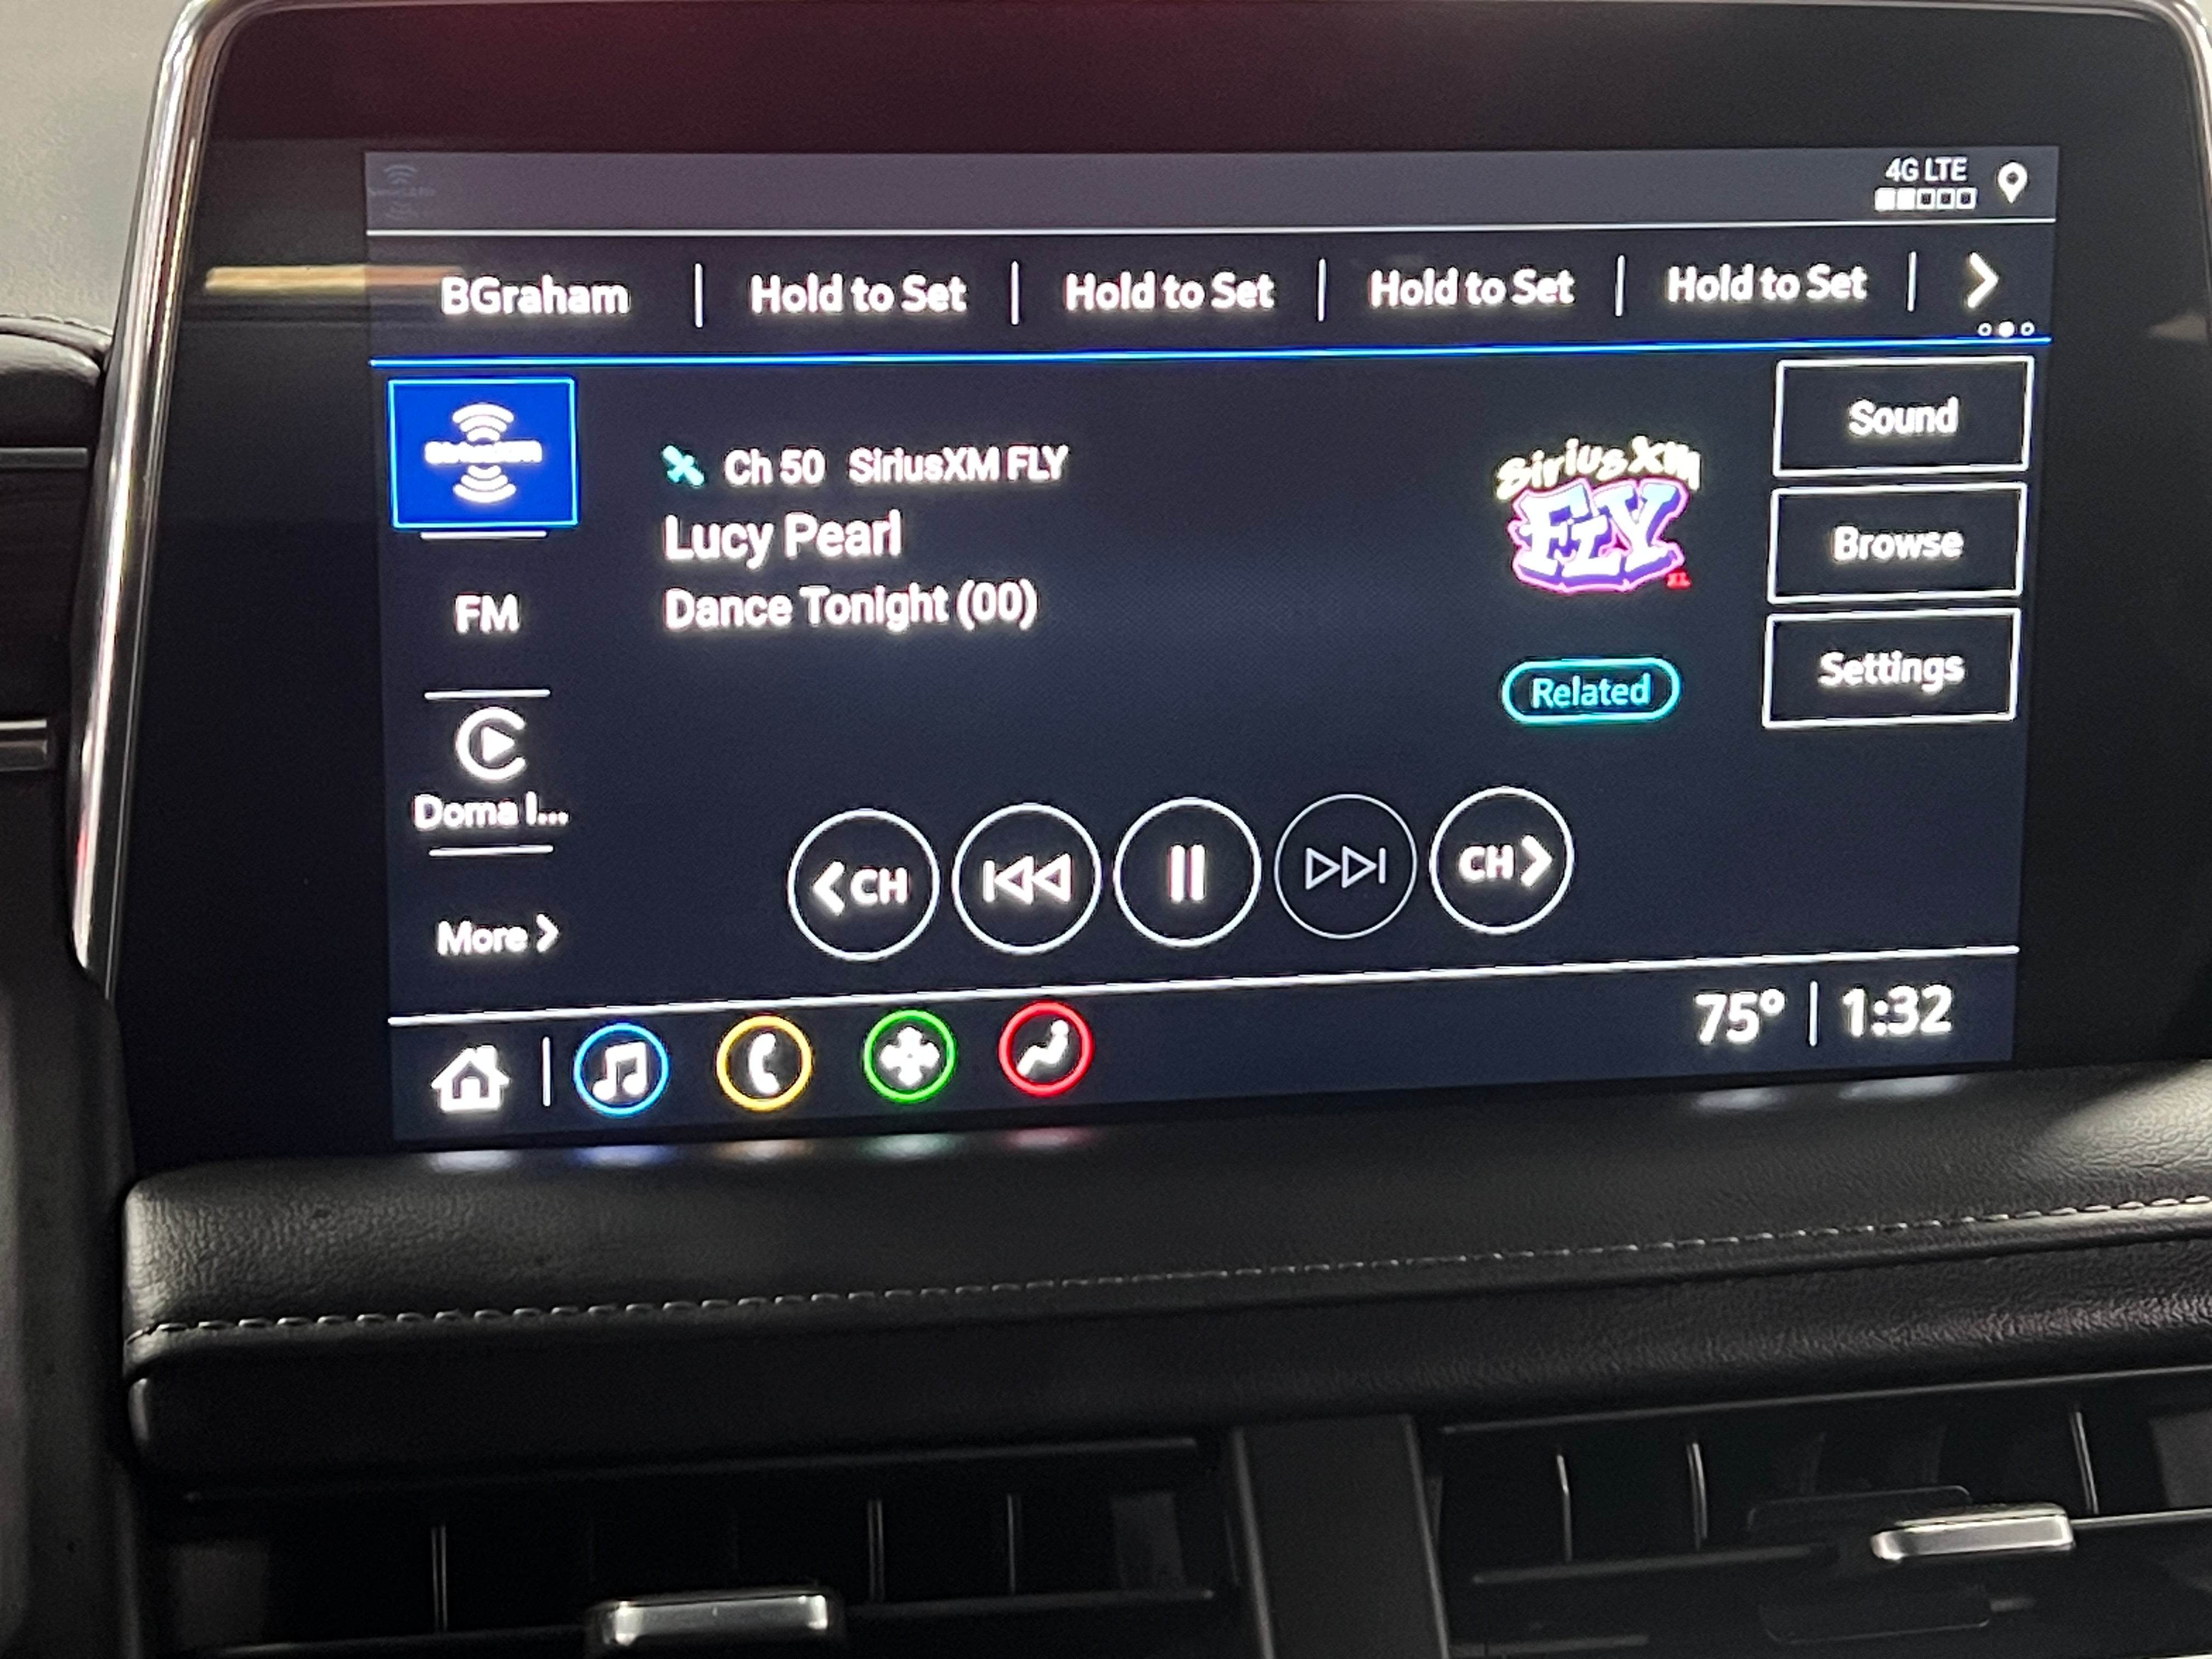 4G LTE
BGraham
Hold to Set
Hold to Set
Hold to Set
Hold to Set
SiriusXM
Ch 50 SiriusXM FLY
Lucy Pearl
Dance Tonight (00)
SiriusXM
FLY
XL
Related
Sound
Browse
Settings
FM
Doma I...
More
CH
CH
75° 1:32